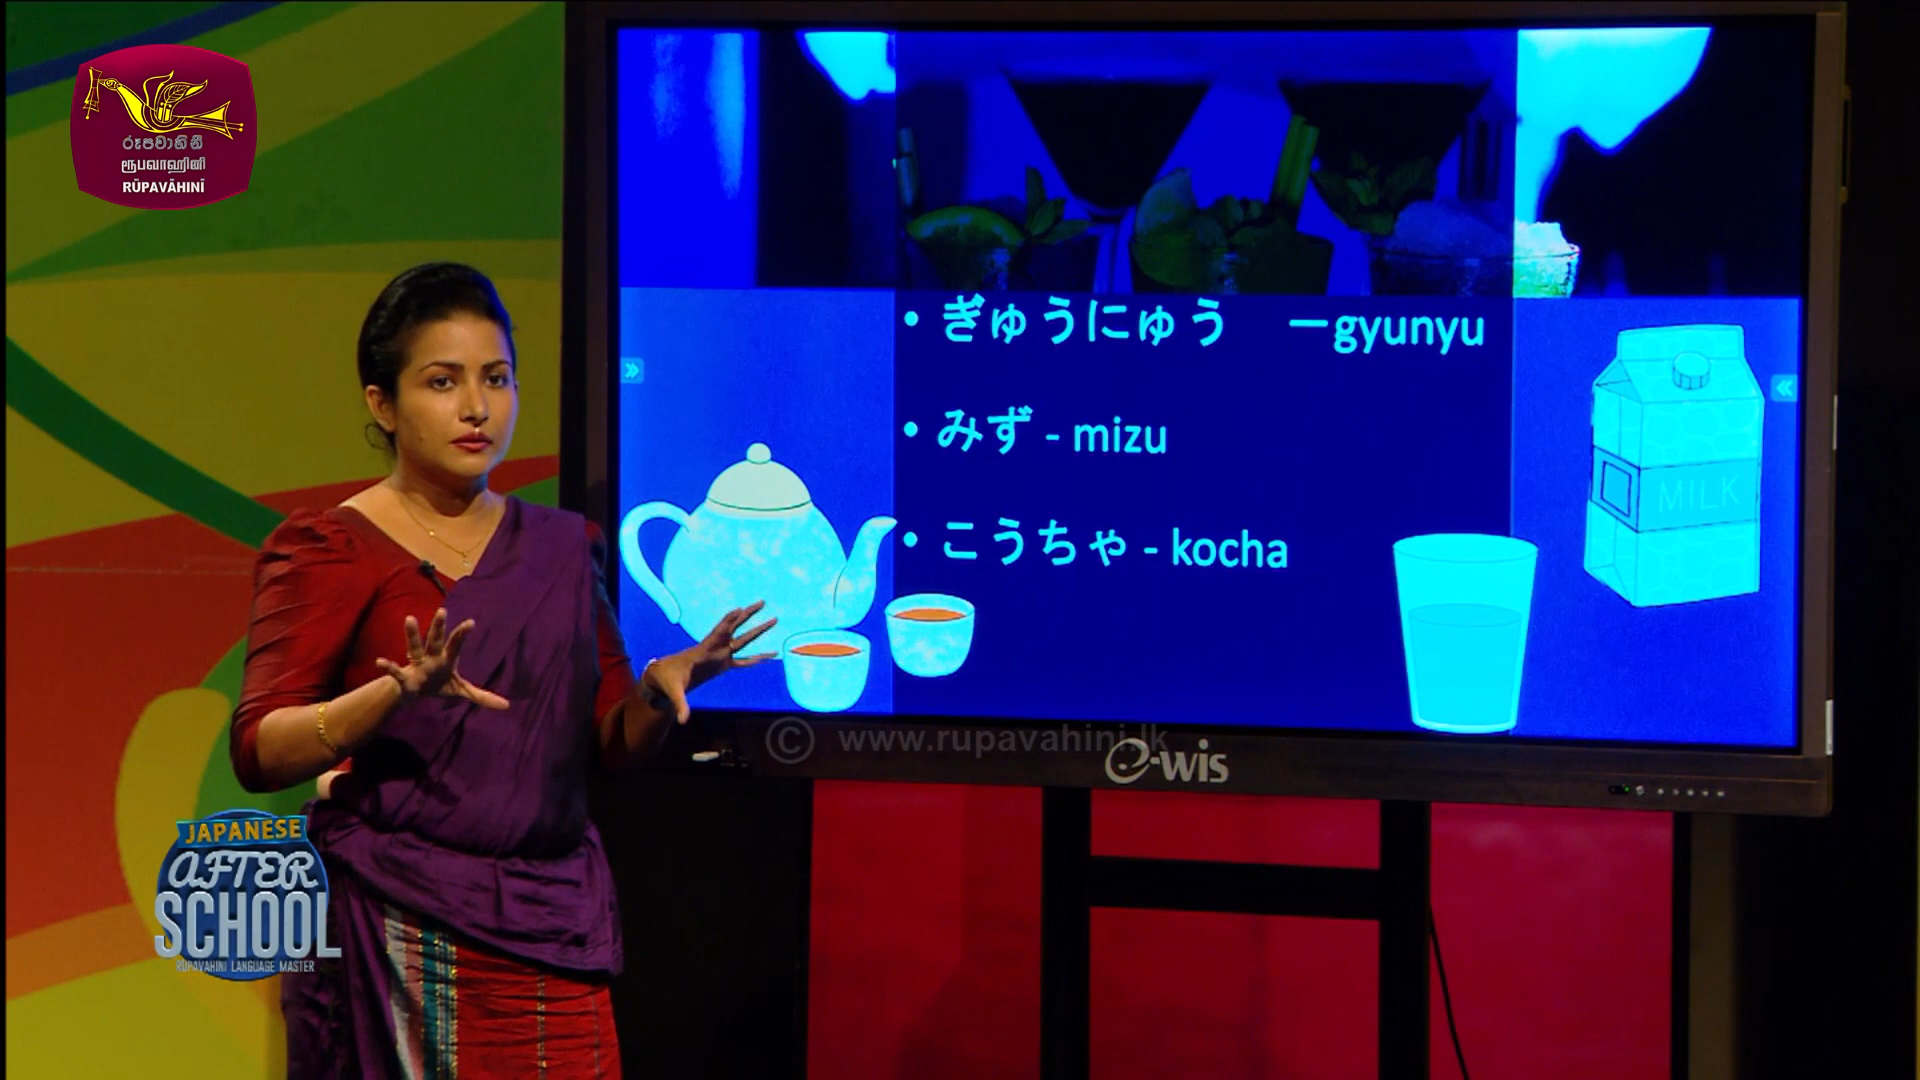 රූපවාහිනී
ரூபவாஹினி
RŪPAVĀHINĪ
• ぎゅうにゅう　ーgyunyu
• みず - mizu
• こうちゃ - kocha
MILK
© www.rupavahini.lk
e-wis
JAPANESE
AFTER
SCHOOL
RUPAVAHINI LANGUAGE MASTER